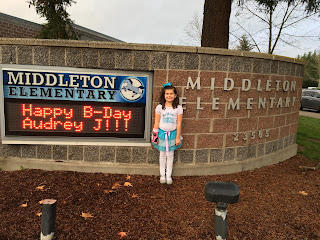 MIDDLETON
ELEMENTARY
Happy B-Day
Audrey J!!!
MIDDLETON
ELEMENTARY
23505